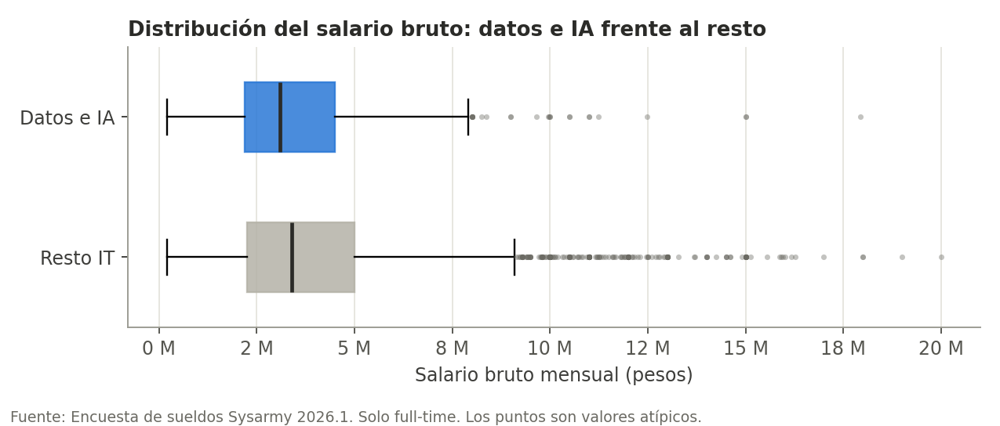 Distribución del salario bruto: datos e IA frente al resto
Datos e IA
Resto IT
0 M 2 M 5 M 8 M 10 M 12 M 15 M 18 M 20 M
Salario bruto mensual (pesos)
Fuente: Encuesta de sueldos Sysarmy 2026.1. Solo full-time. Los puntos son valores atípicos.